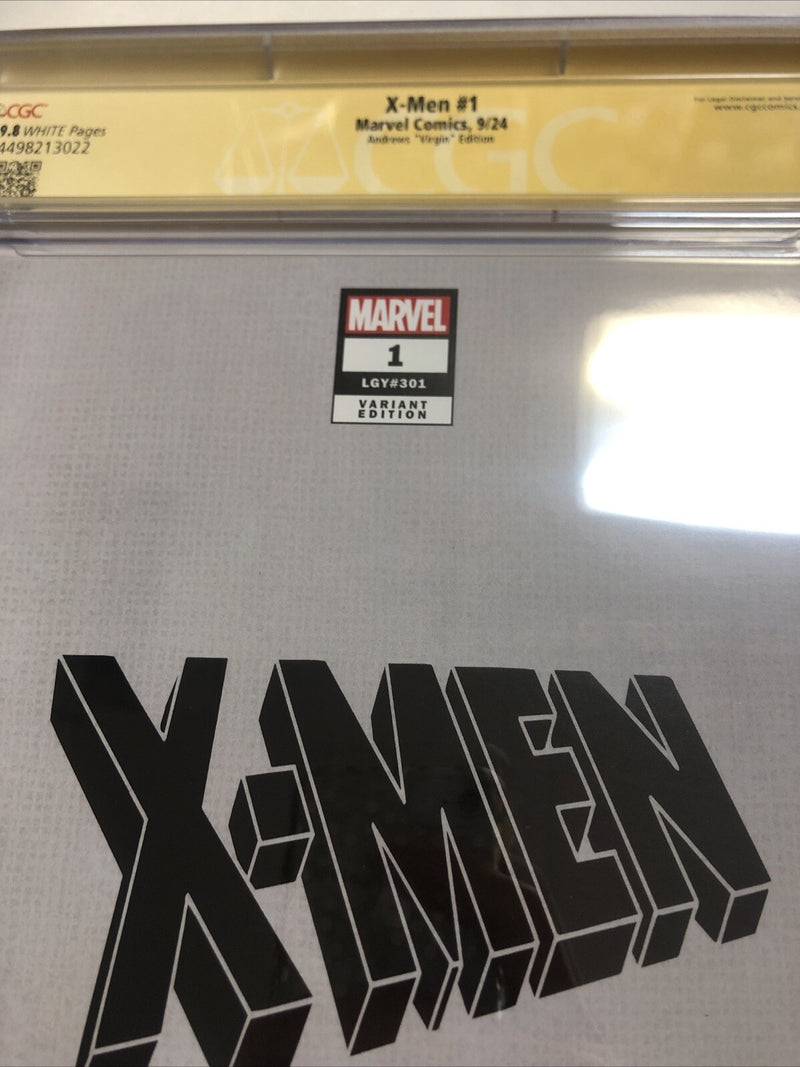 CGC
X-Men #1
9.8 WHITE Pages
Marvel Comics, 9/24
4498213022
Andrews "Virgin" Edition
www.cgccomics.
CGC
MARVEL
1
LGY#301
VARIANT
EDITION
X-MEN